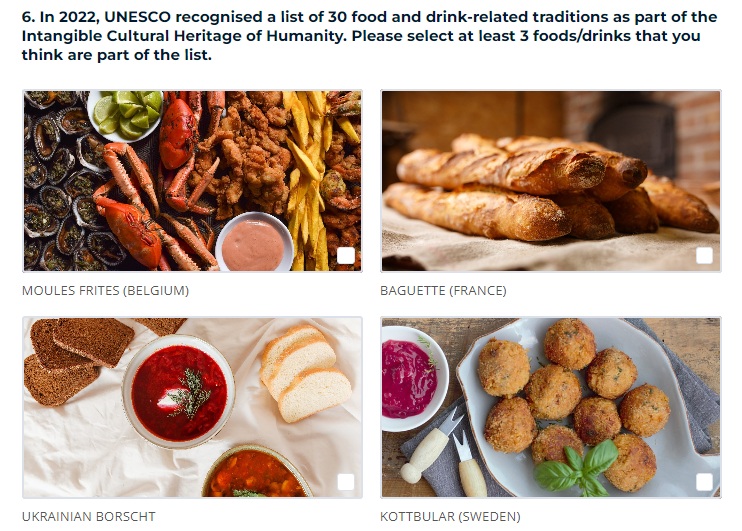 6. In 2022, UNESCO recognised a list of 30 food and drink-related traditions as part of the
Intangible Cultural Heritage of Humanity. Please select at least 3 foods/drinks that you
think are part of the list.
MOULES FRITES (BELGIUM)
BAGUETTE (FRANCE)
UKRAINIAN BORSCHT
KOTTBULAR (SWEDEN)